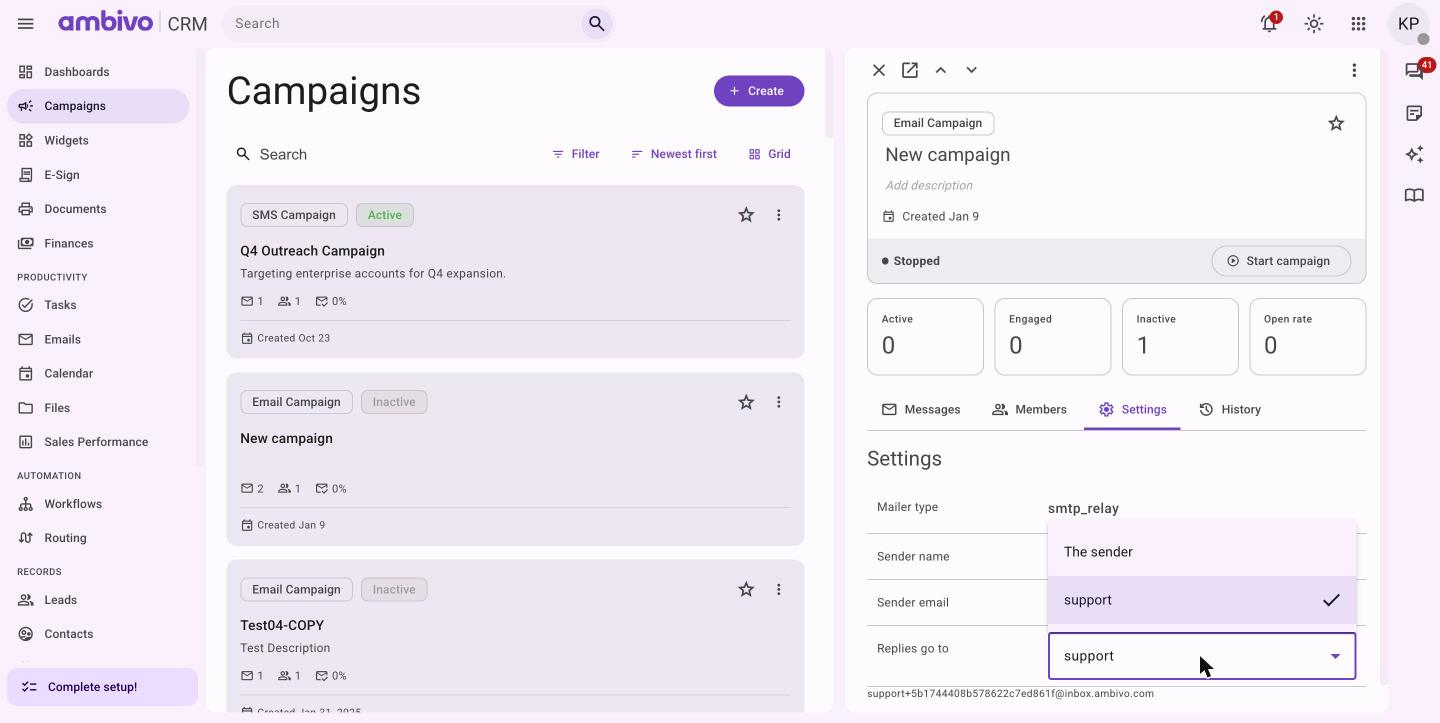 ambivo CRM
Search
1
KP
Dashboards
Campaigns
Widgets
E-Sign
Documents
Finances
PRODUCTIVITY
Tasks
Emails
Calendar
Files
Sales Performance
AUTOMATION
Workflows
Routing
RECORDS
Leads
Contacts
Complete setup!
Campaigns
Create
Search
Filter
Newest first
Grid
SMS Campaign Active
Q4 Outreach Campaign
Targeting enterprise accounts for Q4 expansion.
1 1 0%
Created Oct 23
Email Campaign Inactive
New campaign
2 1 0%
Created Jan 9
Email Campaign Inactive
Test04-COPY
Test Description
1 1 0%
Created Jan 31, 2025
Email Campaign
New campaign
Add description
Created Jan 9
Stopped
Start campaign
Active
0
Engaged
0
Inactive
1
Open rate
0
Messages
Members
Settings
History
Settings
Mailer type smtp_relay
Sender name
Sender email
The sender
support
Replies go to support
support+5b1744408b578622c7ed861f@inbox.ambivo.com
41